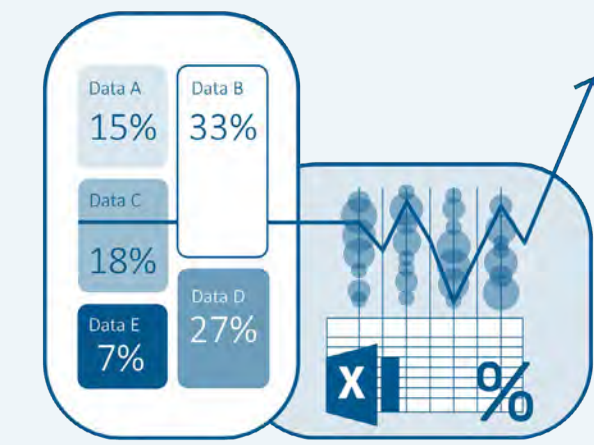 Data A
15%
Data B
33%
Data C
18%
Data D
27%
Data E
7%
X
%